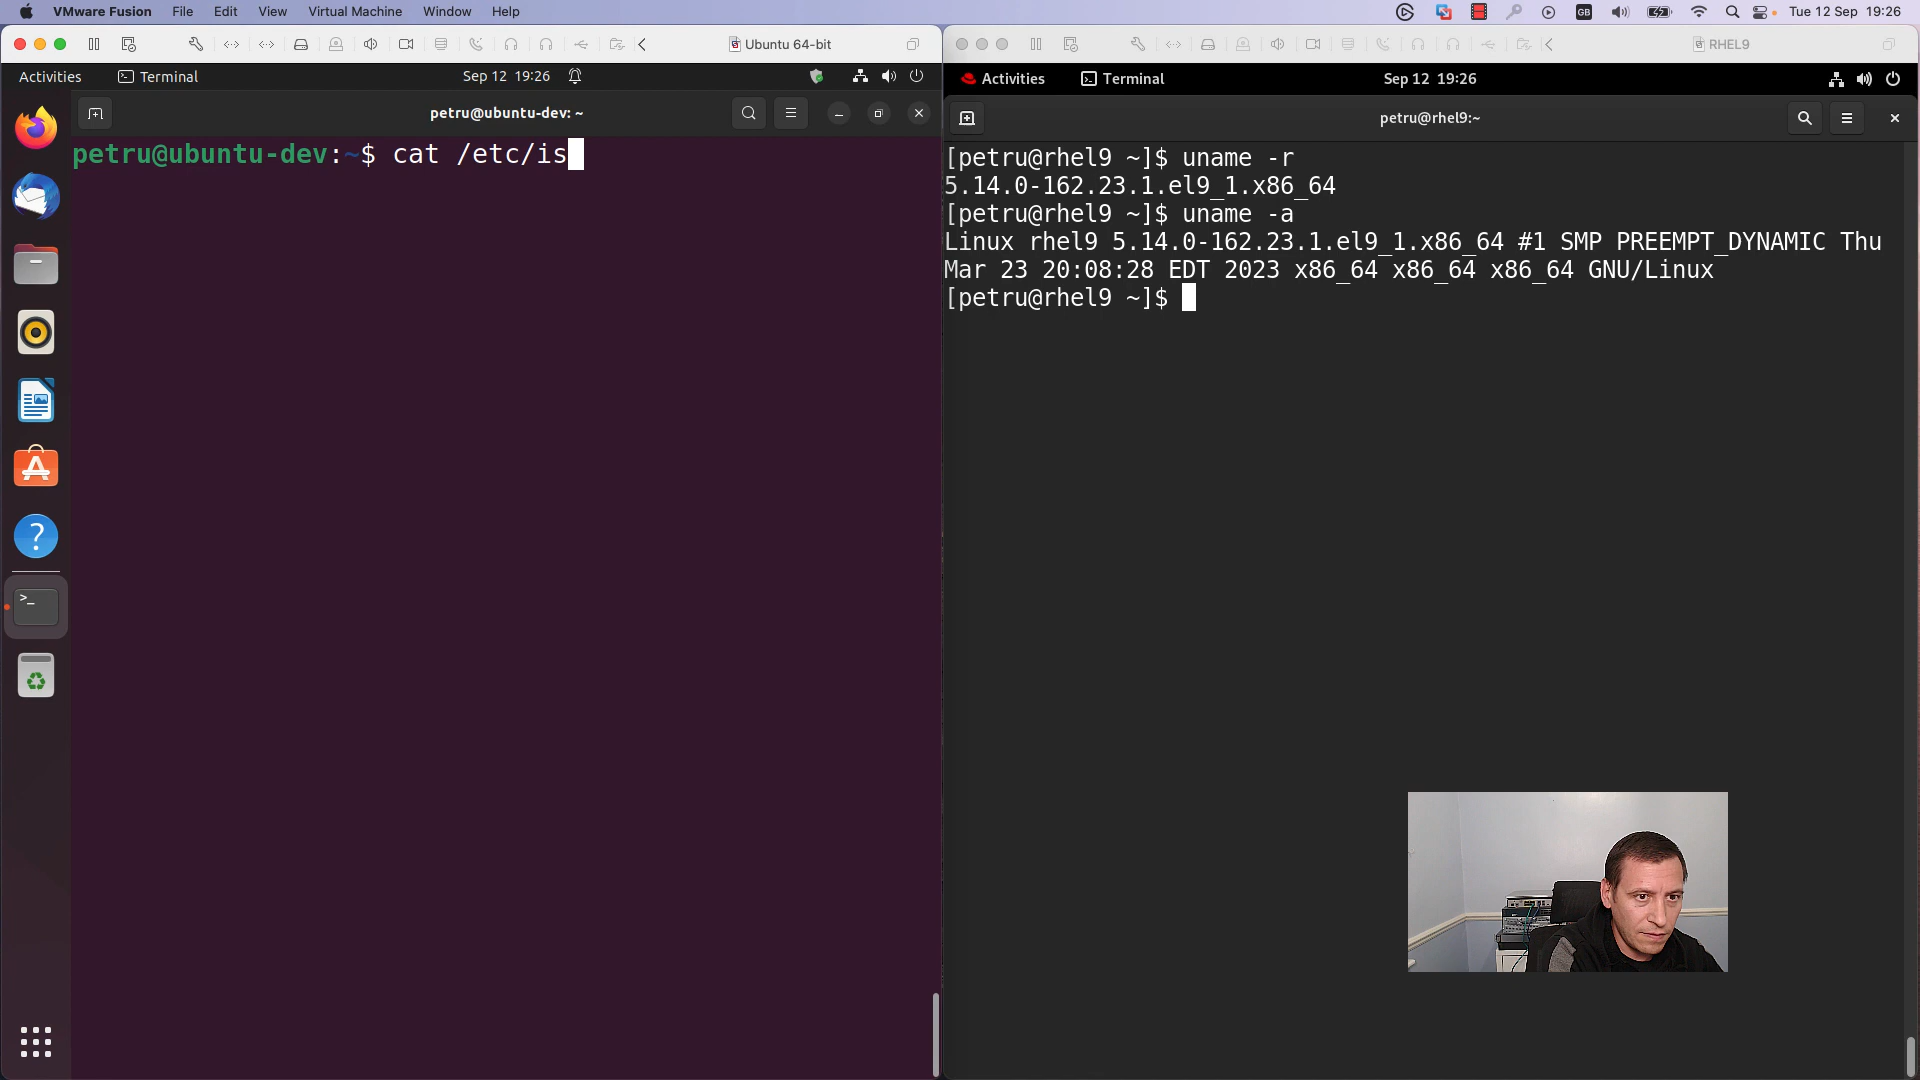 VMware Fusion File Edit View Virtual Machine Window Help GB Tue 12 Sep 19:26
Ubuntu 64-bit
RHEL9
Activities Terminal Sep 12 19:26
petru@ubuntu-dev: ~
petru@ubuntu-dev:~$ cat /etc/is
Activities Terminal Sep 12 19:26
petru@rhel9:~
[petru@rhel9 ~]$ uname -r
5.14.0-162.23.1.el9_1.x86_64
[petru@rhel9 ~]$ uname -a
Linux rhel9 5.14.0-162.23.1.el9_1.x86_64 #1 SMP PREEMPT_DYNAMIC Thu
Mar 23 20:08:28 EDT 2023 x86_64 x86_64 x86_64 GNU/Linux
[petru@rhel9 ~]$